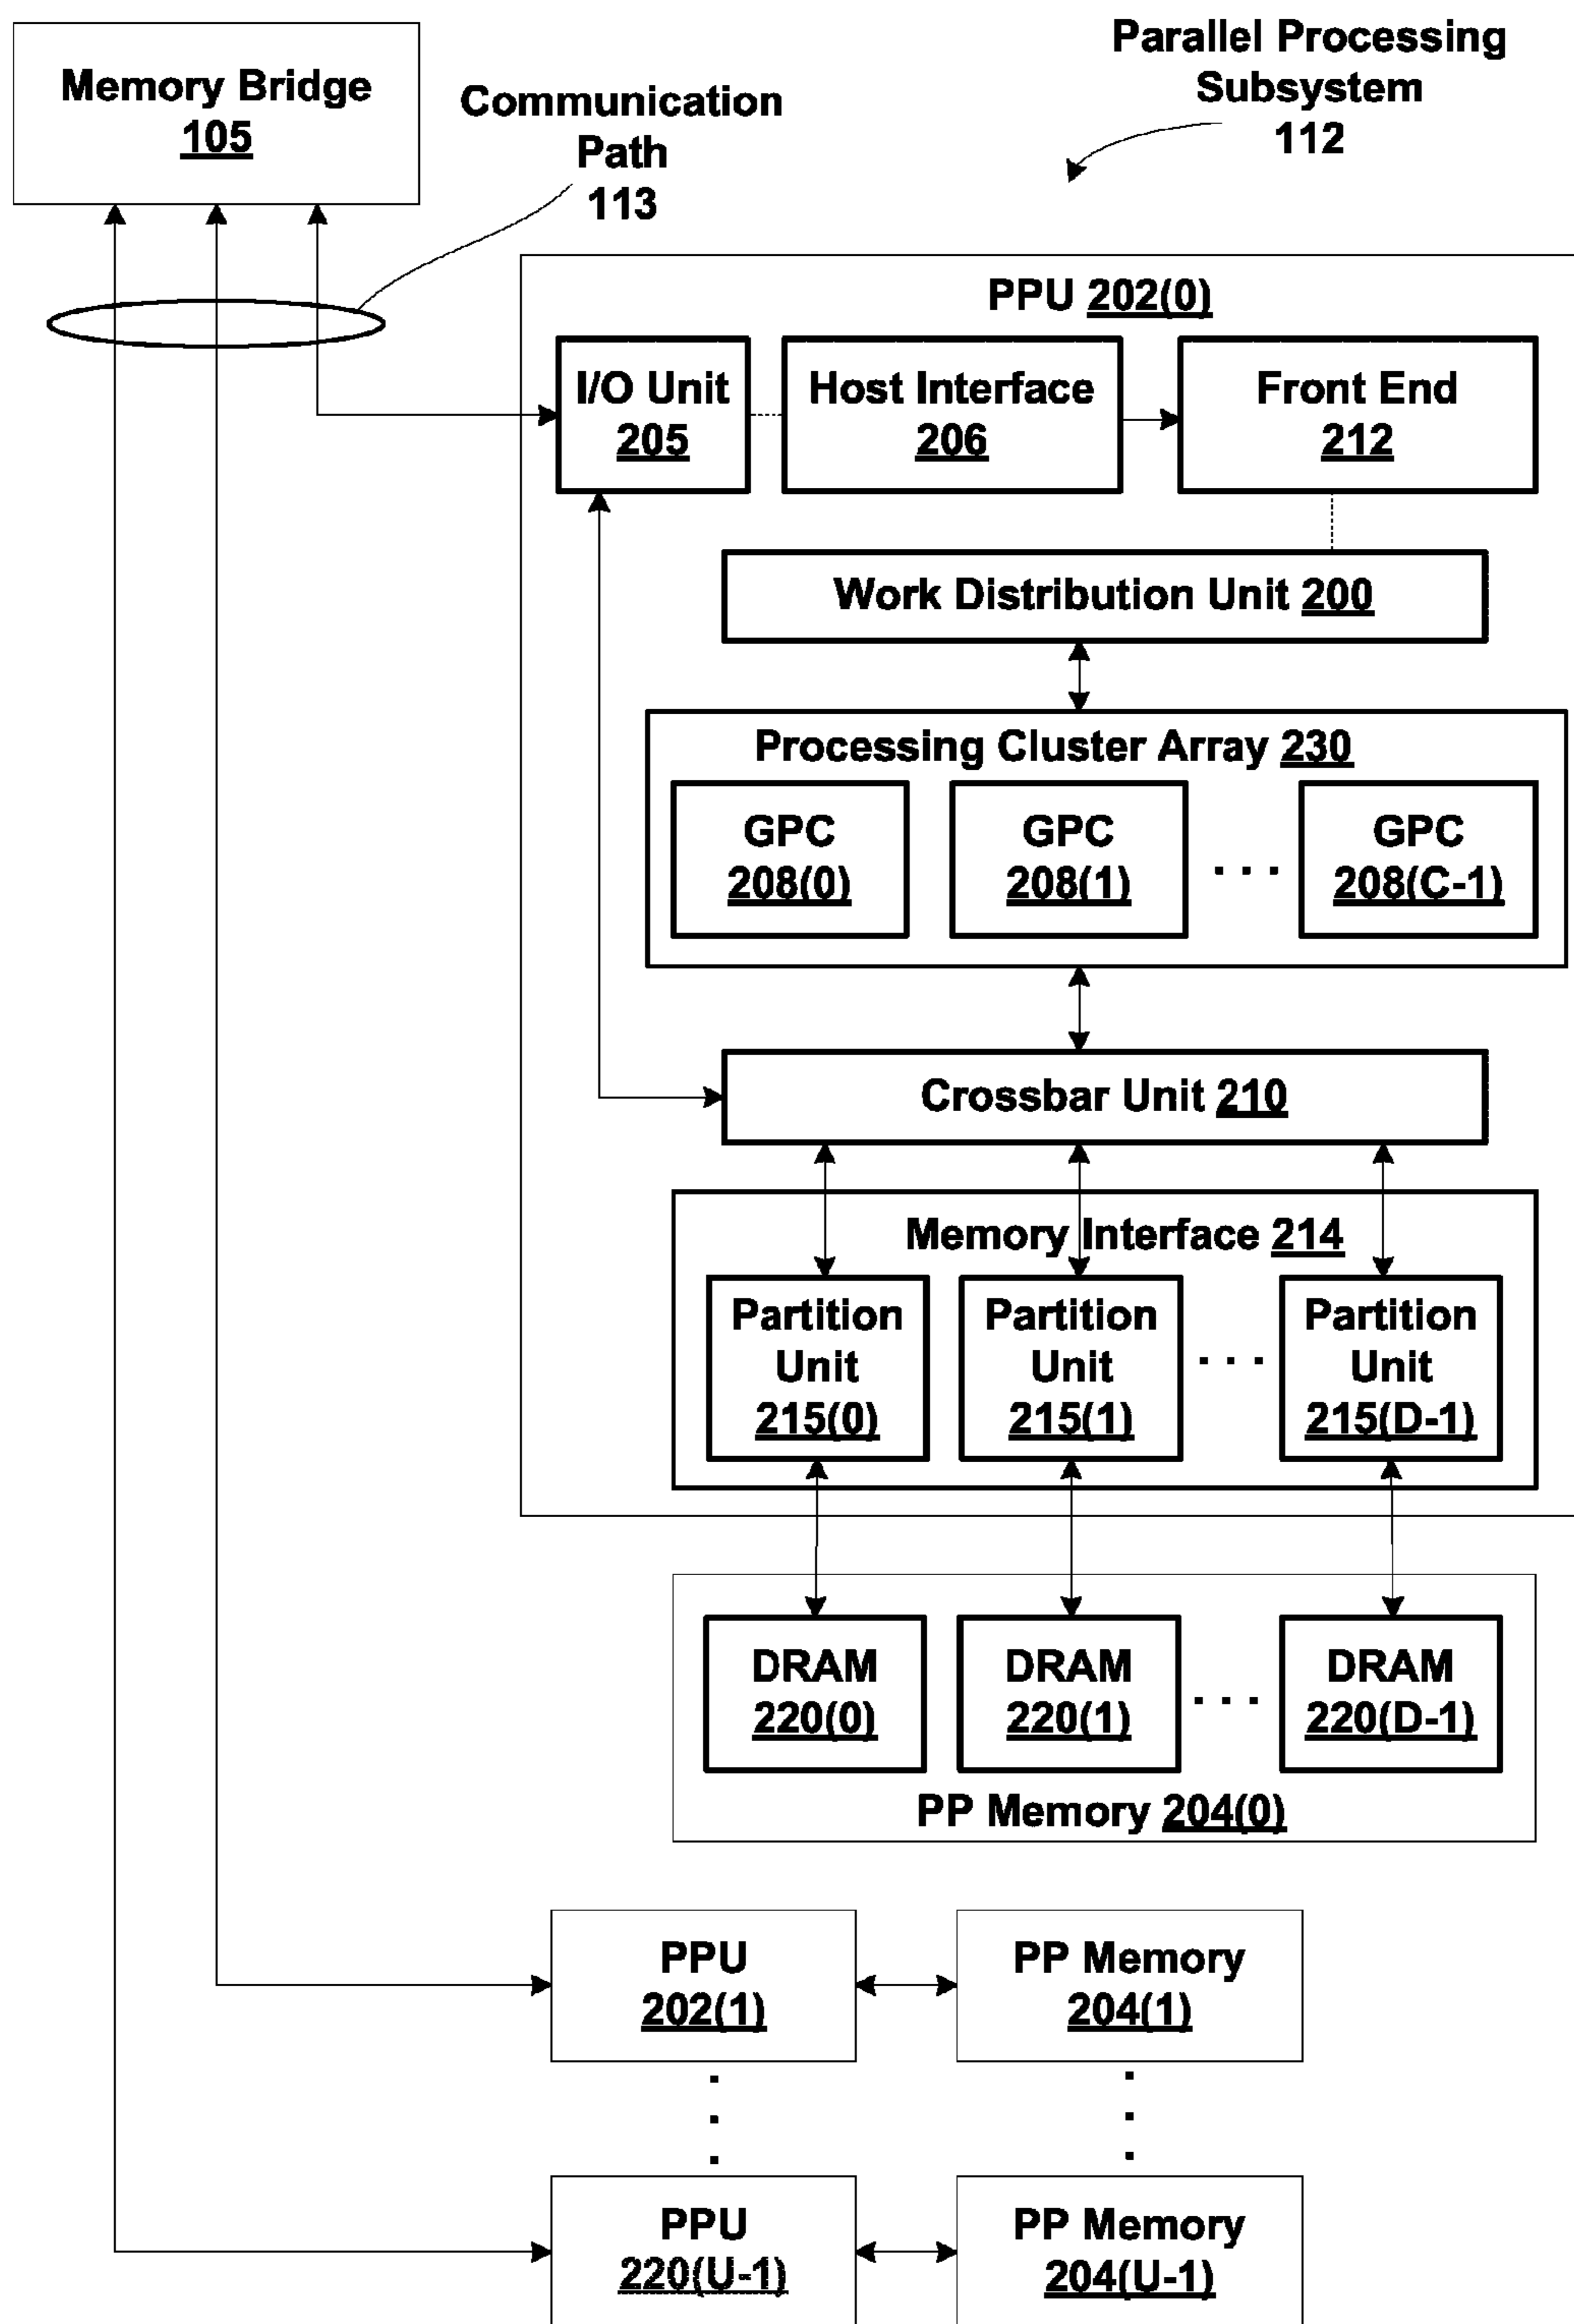 Memory Bridge
105
Communication
Path
113
Parallel Processing
Subsystem
112
PPU 202(0)
I/O Unit
205
Host Interface
206
Front End
212
Work Distribution Unit 200
Processing Cluster Array 230
GPC
208(0)
GPC
208(1)
. . .
GPC
208(C-1)
Crossbar Unit 210
Memory Interface 214
Partition
Unit
215(0)
Partition
Unit
215(1)
. . .
Partition
Unit
215(D-1)
DRAM
220(0)
DRAM
220(1)
. . .
DRAM
220(D-1)
PP Memory 204(0)
PPU
202(1)
PP Memory
204(1)
PPU
220(U-1)
PP Memory
204(U-1)